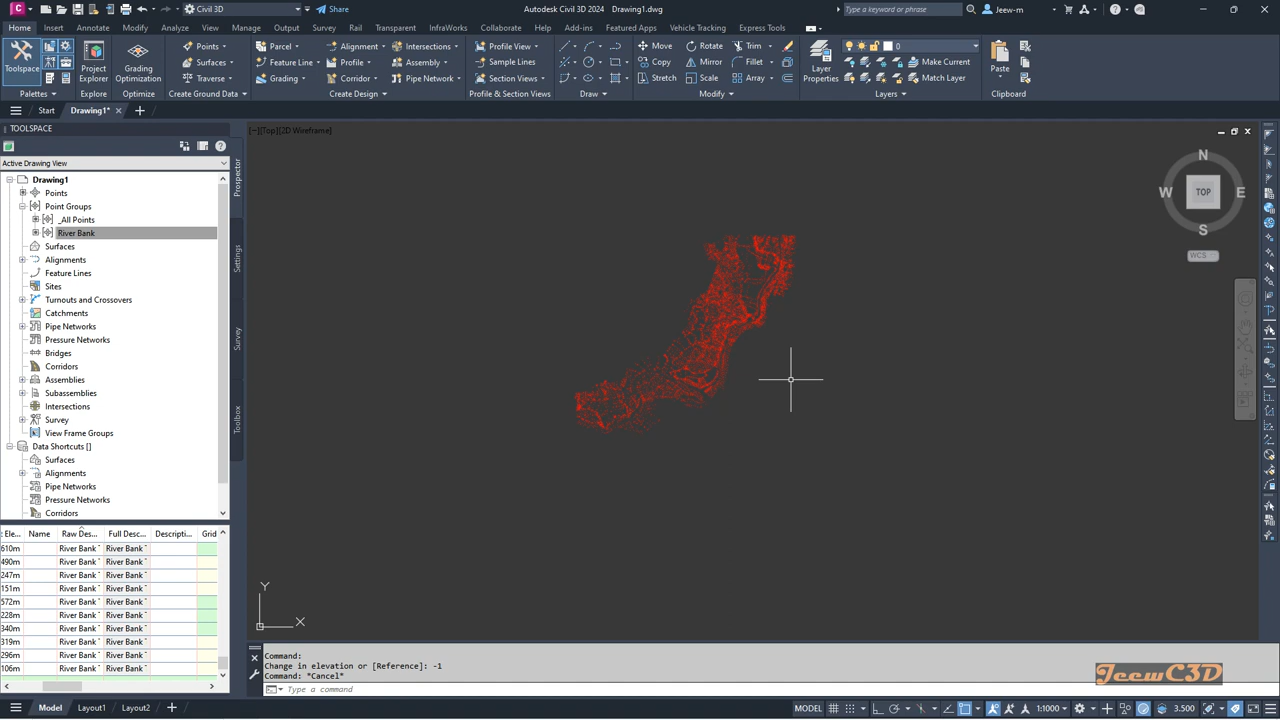 Civil 3D
Share
Autodesk Civil 3D 2024 Drawing1.dwg
Type a keyword or phrase
Jeew-m
Home Insert Annotate Modify Analyze View Manage Output Survey Rail Transparent InfraWorks Collaborate Help Add-ins Featured Apps Vehicle Tracking Express Tools
Toolspace
Palettes
Project Explorer
Explore
Grading Optimization
Optimize
Points
Surfaces
Traverse
Create Ground Data
Parcel
Feature Line
Grading
Alignment
Profile
Corridor
Intersections
Assembly
Pipe Network
Create Design
Profile View
Sample Lines
Section Views
Profile & Section Views
Draw
Move Rotate Trim
Copy Mirror Fillet
Stretch Scale Array
Modify
Layer Properties
0
Make Current
Match Layer
Layers
Paste
Clipboard
Start
Drawing1*
TOOLSPACE
Active Drawing View
Drawing1
Points
Point Groups
_All Points
River Bank
Surfaces
Alignments
Feature Lines
Sites
Turnouts and Crossovers
Catchments
Pipe Networks
Pressure Networks
Bridges
Corridors
Assemblies
Subassemblies
Intersections
Survey
View Frame Groups
Data Shortcuts []
Surfaces
Alignments
Pipe Networks
Pressure Networks
Corridors
Prospector
Settings
Survey
Toolbox
t Ele... Name Raw Des... Full Desc... Descripti... Grid
610m River Bank River Bank
490m River Bank River Bank
247m River Bank River Bank
151m River Bank River Bank
572m River Bank River Bank
228m River Bank River Bank
340m River Bank River Bank
319m River Bank River Bank
296m River Bank River Bank
106m River Bank River Bank
[−][Top][2D Wireframe]
N
W TOP E
S
WCS
Y
X
Command:
Change in elevation or [Reference]: -1
Command: *Cancel*
Type a command
JeewC3D
Model Layout1 Layout2
MODEL
1:1000
3.500